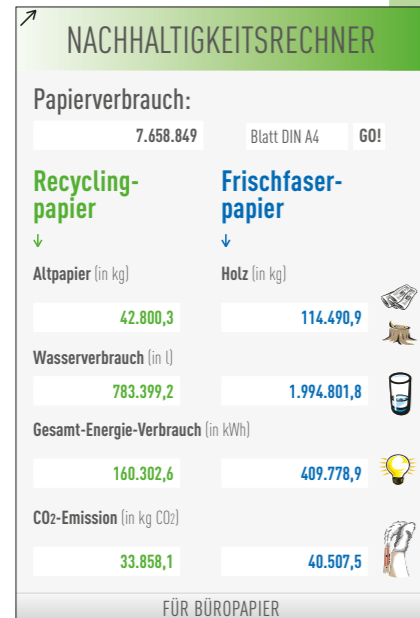 NACHHALTIGKEITSRECHNER
Papierverbrauch:
7.658.849 Blatt DIN A4 GO!
Recycling- Frischfaser-
papier papier
Altpapier (in kg) Holz (in kg)
42.800,3 114.490,9
Wasserverbrauch (in l)
783.399,2 1.994.801,8
Gesamt-Energie-Verbrauch (in kWh)
160.302,6 409.778,9
CO2-Emission (in kg CO2)
33.858,1 40.507,5
FÜR BÜROPAPIER